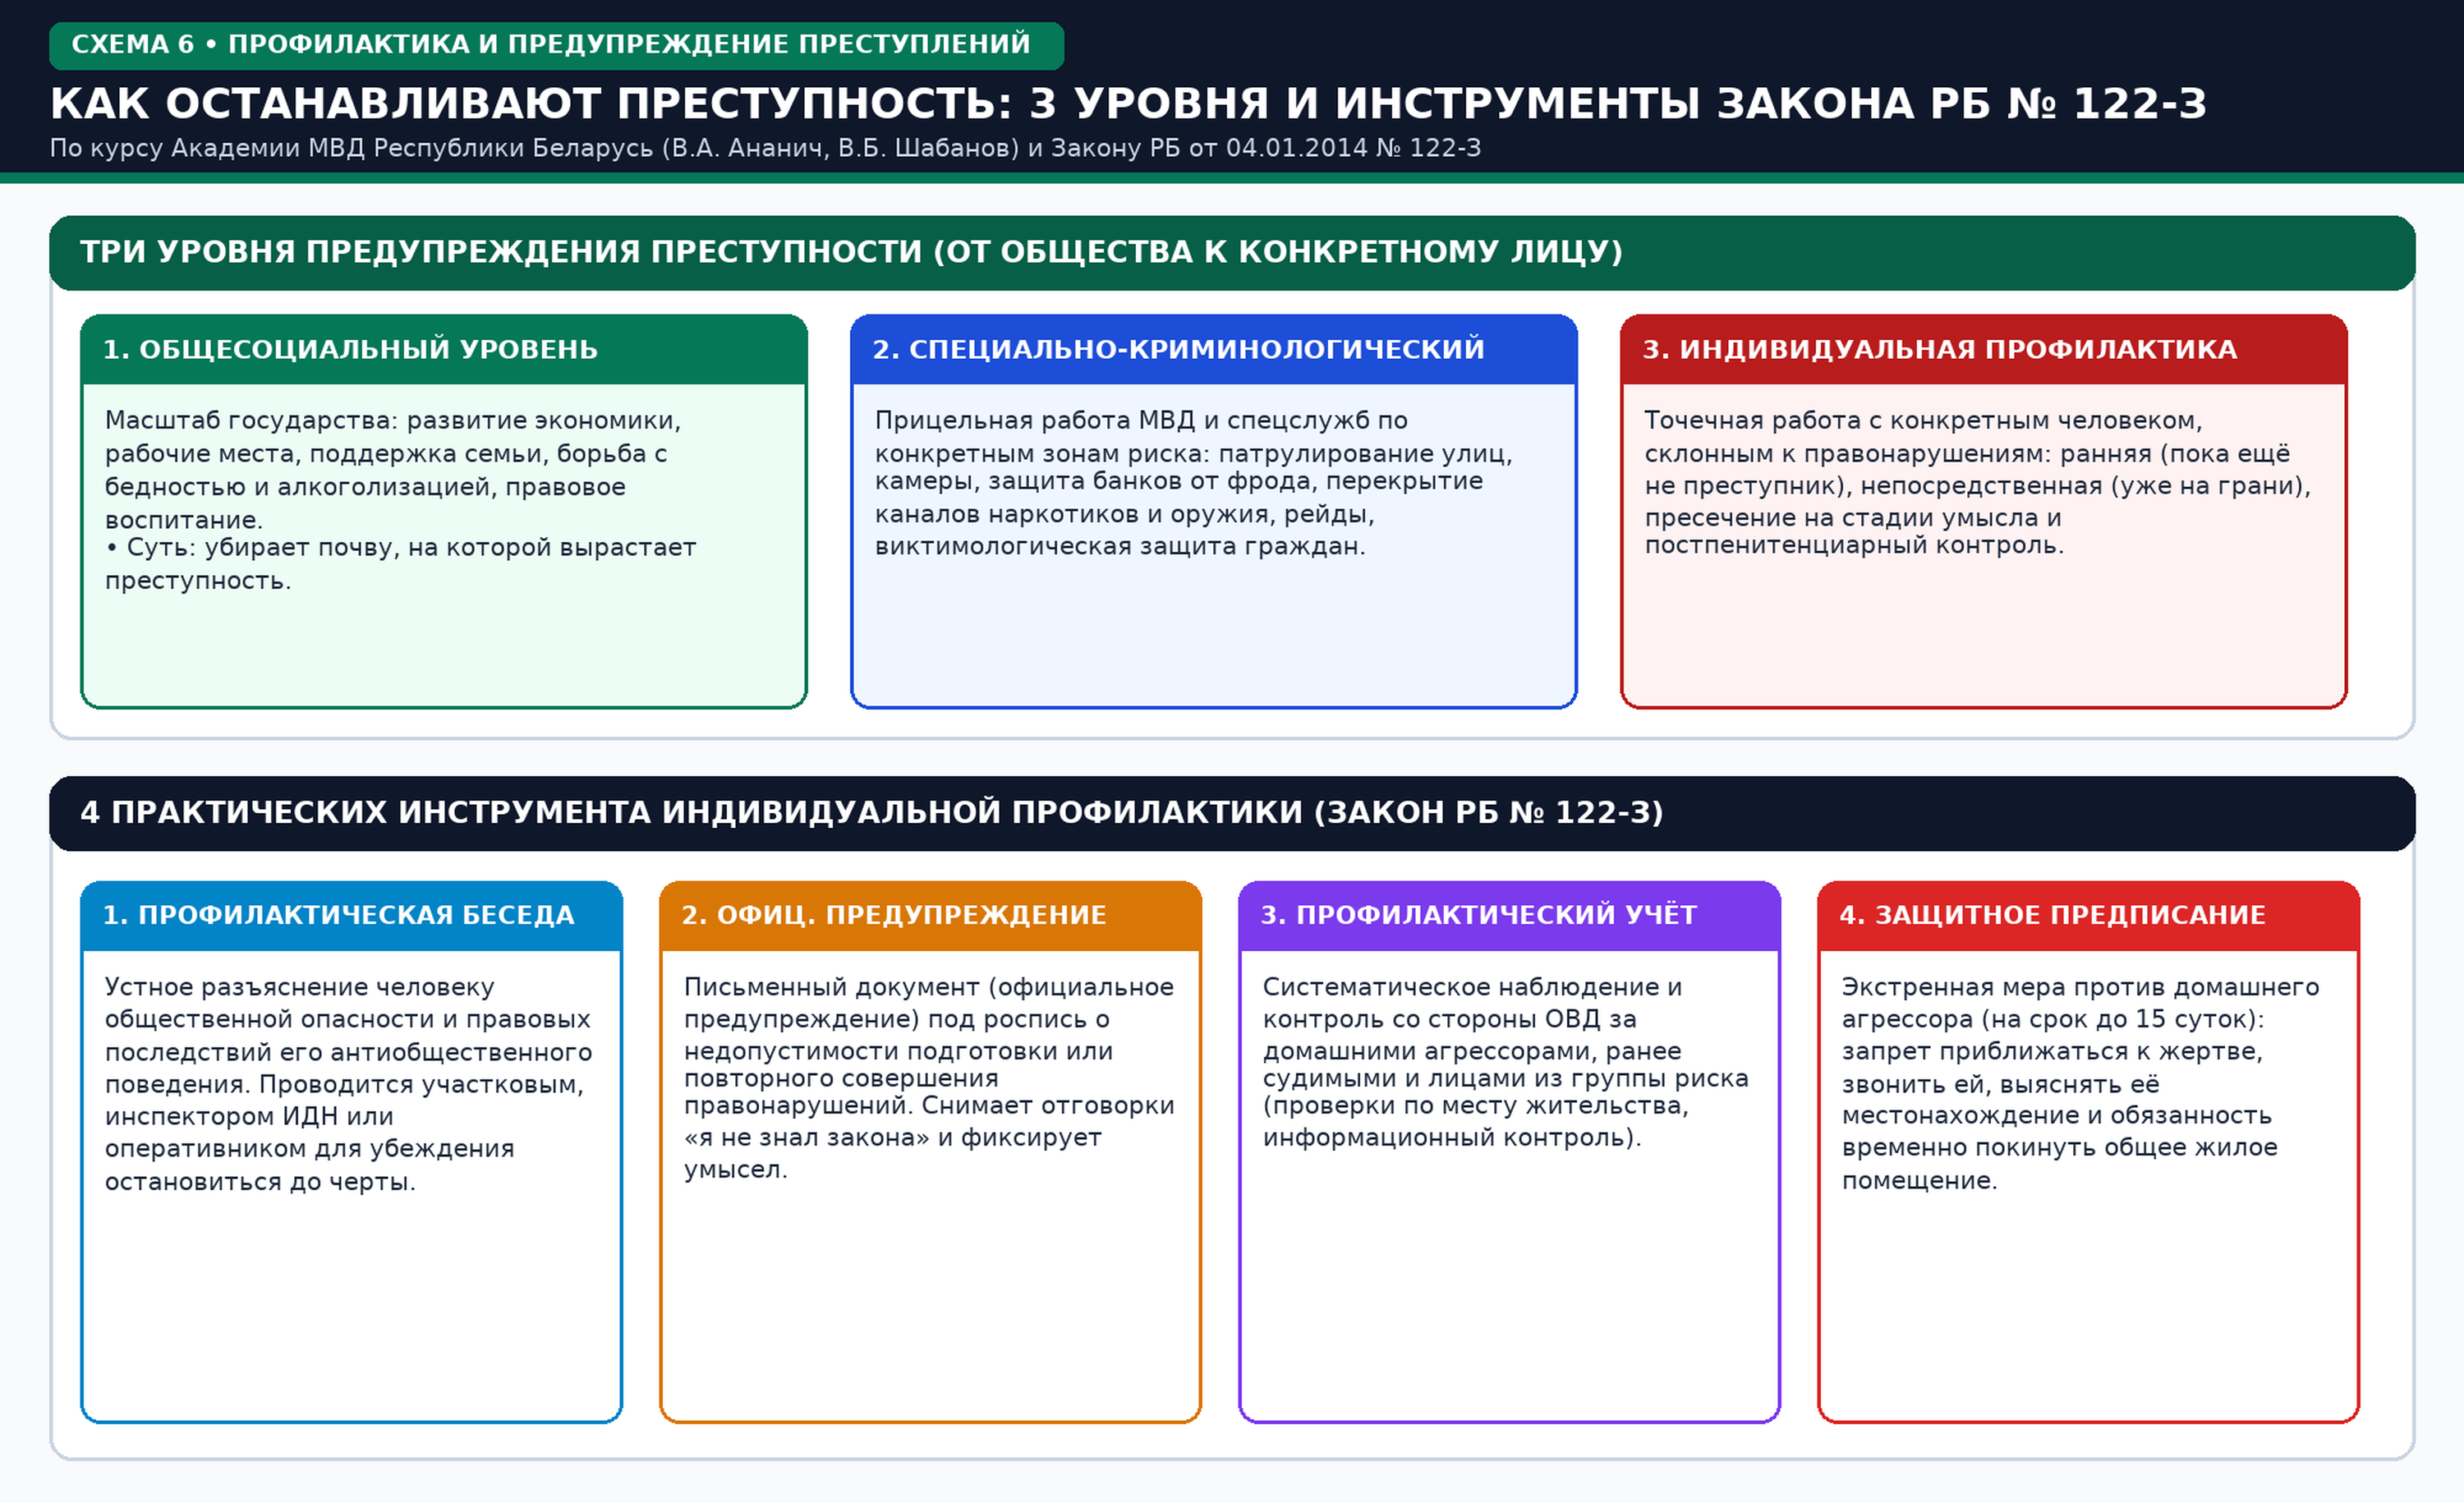 СХЕМА 6 • ПРОФИЛАКТИКА И ПРЕДУПРЕЖДЕНИЕ ПРЕСТУПЛЕНИЙ
КАК ОСТАНАВЛИВАЮТ ПРЕСТУПНОСТЬ: 3 УРОВНЯ И ИНСТРУМЕНТЫ ЗАКОНА РБ № 122-З
По курсу Академии МВД Республики Беларусь (В.А. Ананич, В.Б. Шабанов) и Закону РБ от 04.01.2014 № 122-З
ТРИ УРОВНЯ ПРЕДУПРЕЖДЕНИЯ ПРЕСТУПНОСТИ (ОТ ОБЩЕСТВА К КОНКРЕТНОМУ ЛИЦУ)
1. ОБЩЕСОЦИАЛЬНЫЙ УРОВЕНЬ
Масштаб государства: развитие экономики,
рабочие места, поддержка семьи, борьба с
бедностью и алкоголизацией, правовое
воспитание.
• Суть: убирает почву, на которой вырастает
преступность.
2. СПЕЦИАЛЬНО-КРИМИНОЛОГИЧЕСКИЙ
Прицельная работа МВД и спецслужб по
конкретным зонам риска: патрулирование улиц,
камеры, защита банков от фрода, перекрытие
каналов наркотиков и оружия, рейды,
виктимологическая защита граждан.
3. ИНДИВИДУАЛЬНАЯ ПРОФИЛАКТИКА
Точечная работа с конкретным человеком,
склонным к правонарушениям: ранняя (пока ещё
не преступник), непосредственная (уже на грани),
пресечение на стадии умысла и
постпенитенциарный контроль.
4 ПРАКТИЧЕСКИХ ИНСТРУМЕНТА ИНДИВИДУАЛЬНОЙ ПРОФИЛАКТИКИ (ЗАКОН РБ № 122-З)
1. ПРОФИЛАКТИЧЕСКАЯ БЕСЕДА
Устное разъяснение человеку
общественной опасности и правовых
последствий его антиобщественного
поведения. Проводится участковым,
инспектором ИДН или
оперативником для убеждения
остановиться до черты.
2. ОФИЦ. ПРЕДУПРЕЖДЕНИЕ
Письменный документ (официальное
предупреждение) под роспись о
недопустимости подготовки или
повторного совершения
правонарушений. Снимает отговорки
«я не знал закона» и фиксирует
умысел.
3. ПРОФИЛАКТИЧЕСКИЙ УЧЁТ
Систематическое наблюдение и
контроль со стороны ОВД за
домашними агрессорами, ранее
судимыми и лицами из группы риска
(проверки по месту жительства,
информационный контроль).
4. ЗАЩИТНОЕ ПРЕДПИСАНИЕ
Экстренная мера против домашнего
агрессора (на срок до 15 суток):
запрет приближаться к жертве,
звонить ей, выяснять её
местонахождение и обязанность
временно покинуть общее жилое
помещение.